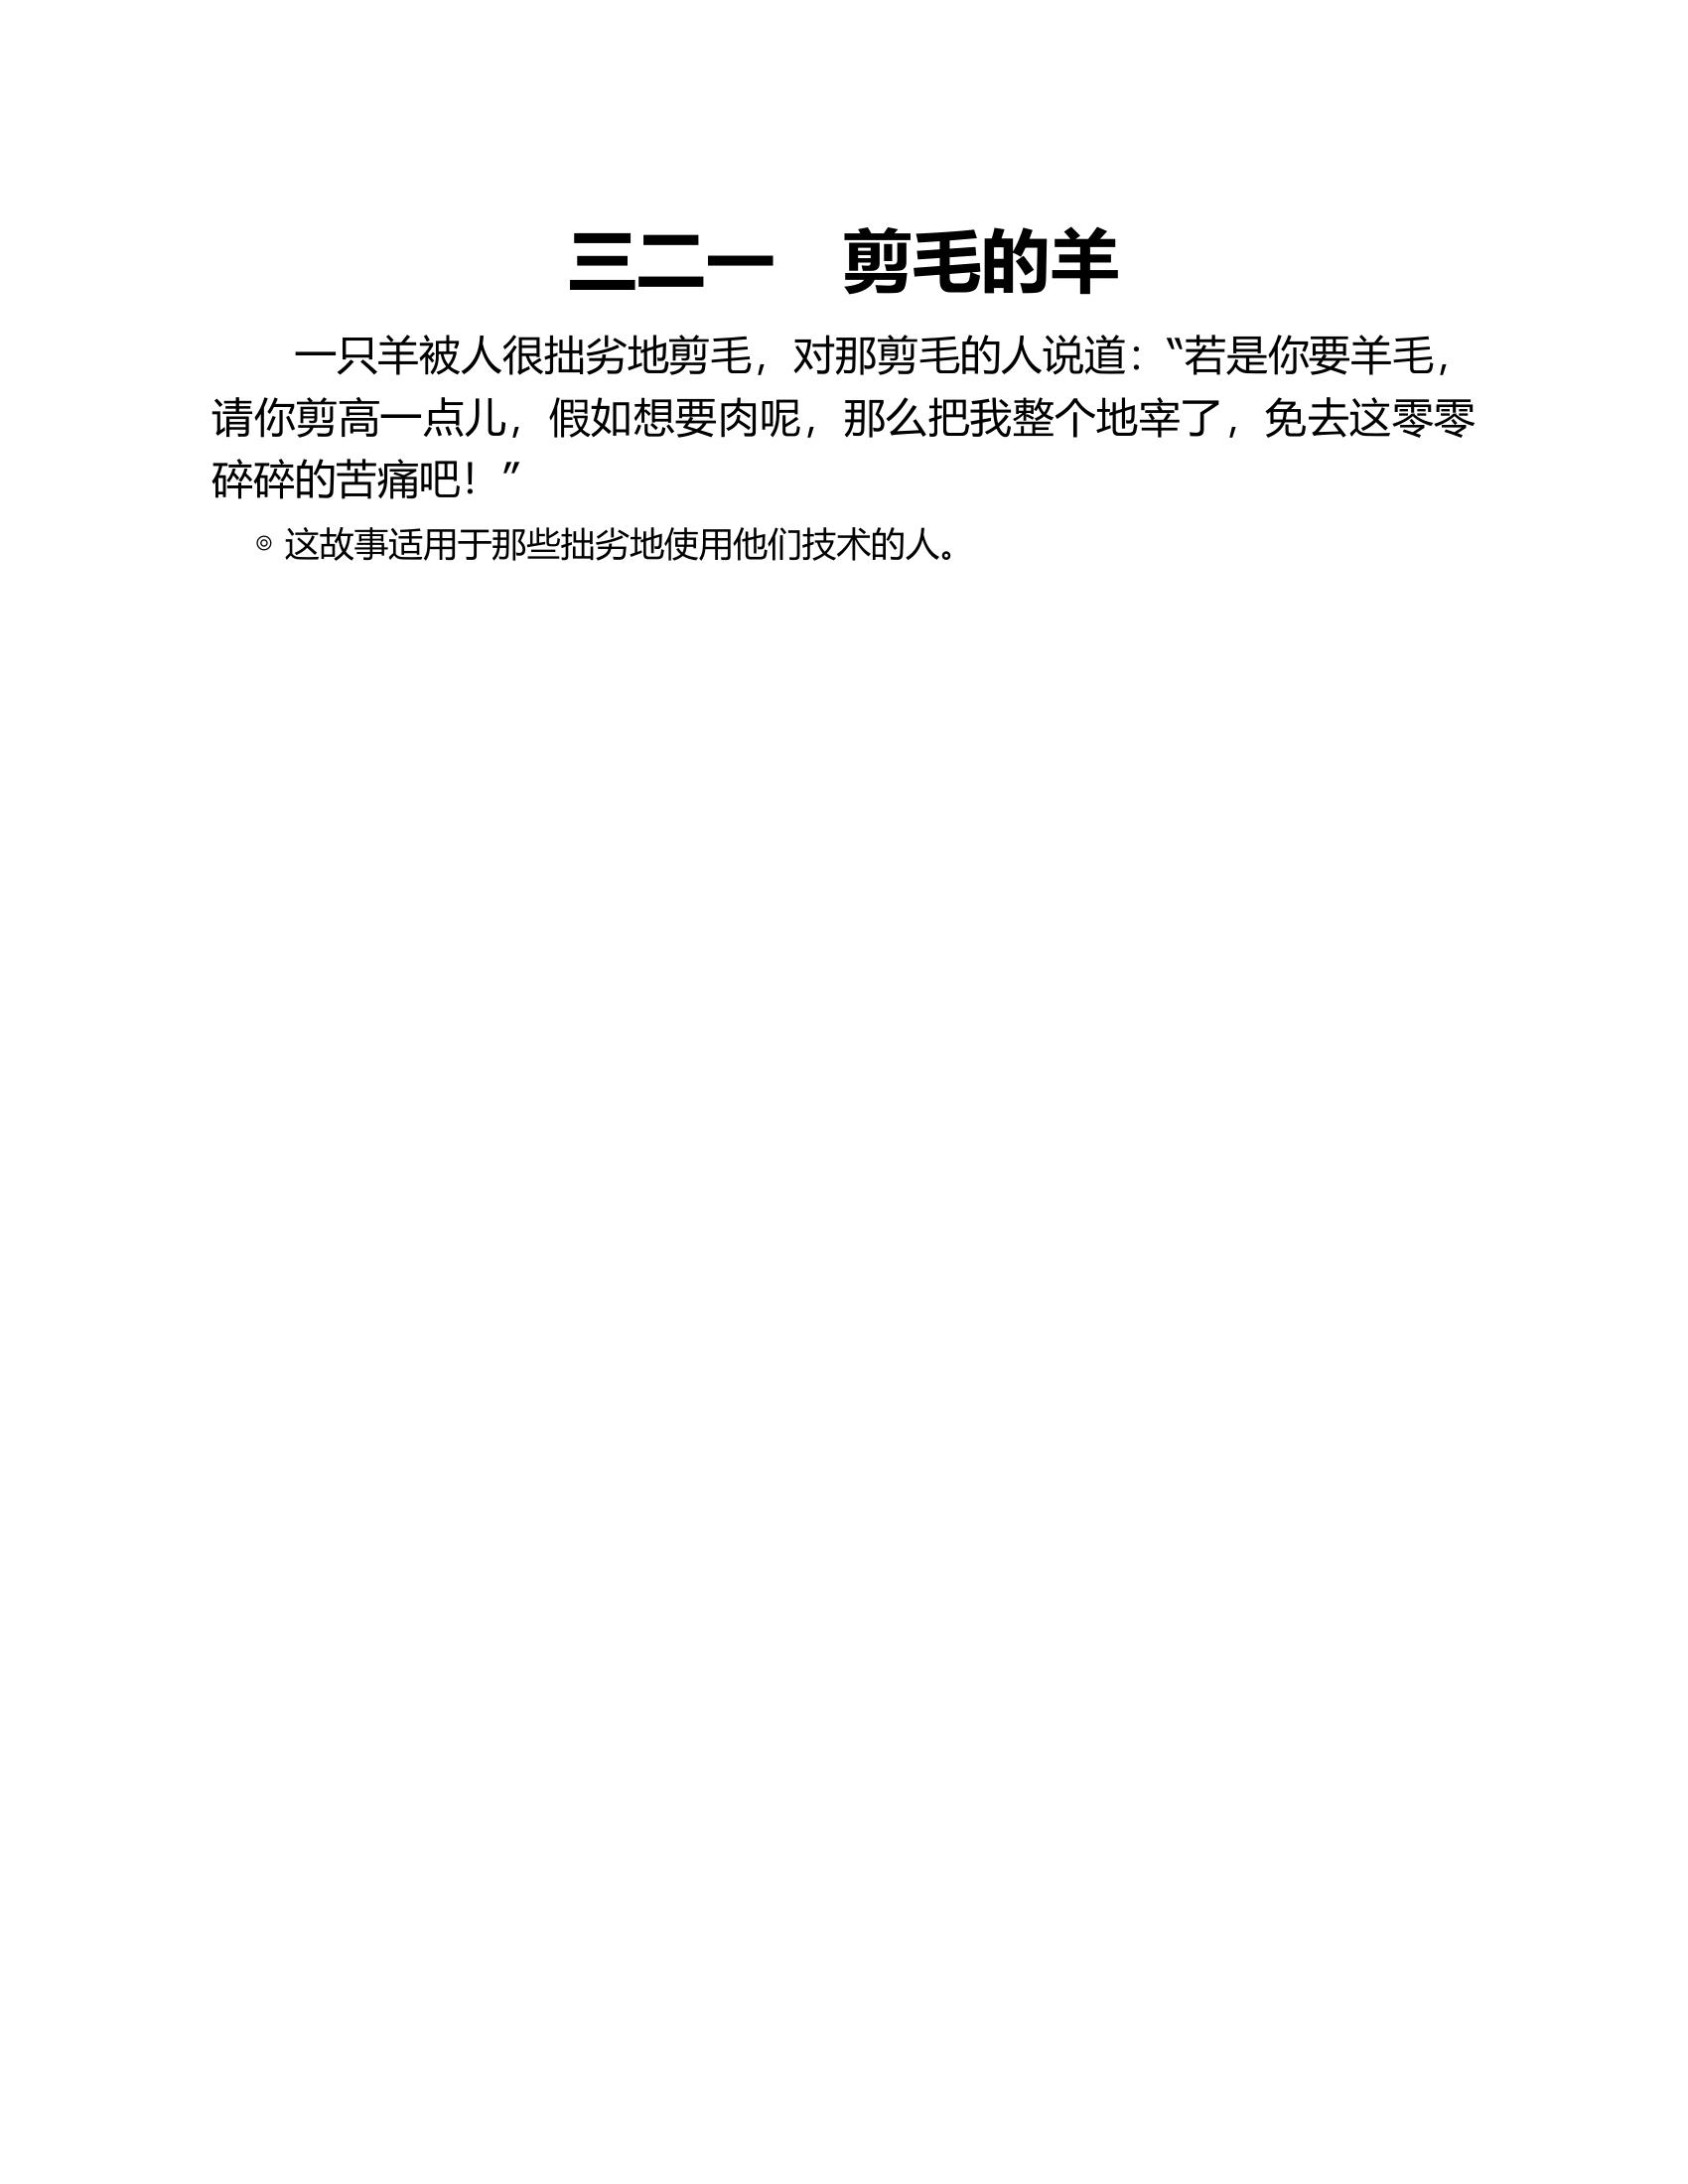 三二一　剪毛的羊
一只羊被人很拙劣地剪毛，对那剪毛的人说道：“若是你要羊毛，
请你剪高一点儿，假如想要肉呢，那么把我整个地宰了，免去这零零
碎碎的苦痛吧！”
◎ 这故事适用于那些拙劣地使用他们技术的人。